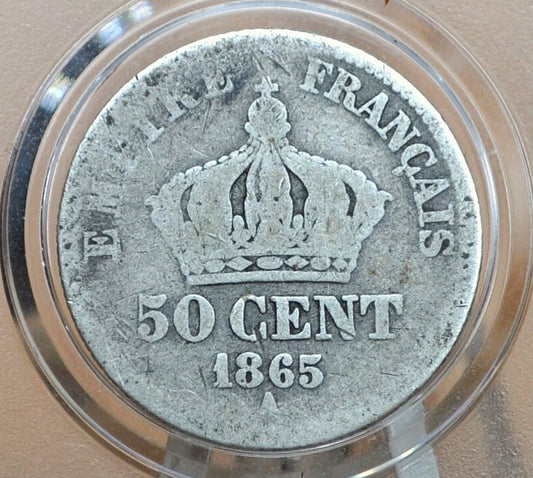 EMPIRE FRANÇAIS
50 CENT
1865
A